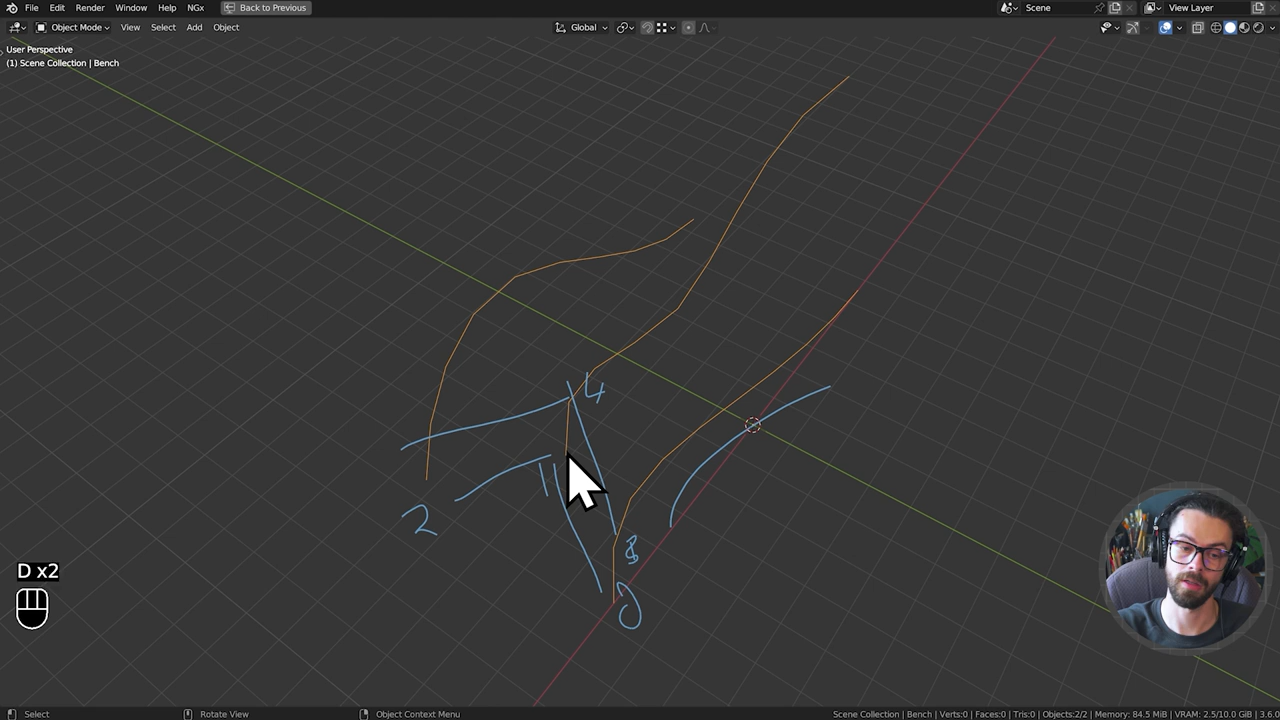 File Edit Render Window Help NGx Back to Previous Scene View Layer
Object Mode View Select Add Object Global
User Perspective
(1) Scene Collection | Bench
4
2
1
8
0
D x2
Select Rotate View Object Context Menu Scene Collection | Bench | Verts:0 | Faces:0 | Tris:0 | Objects:2/2 | Memory: 84.5 MiB | VRAM: 2.5/10.0 GiB | 3.6.0